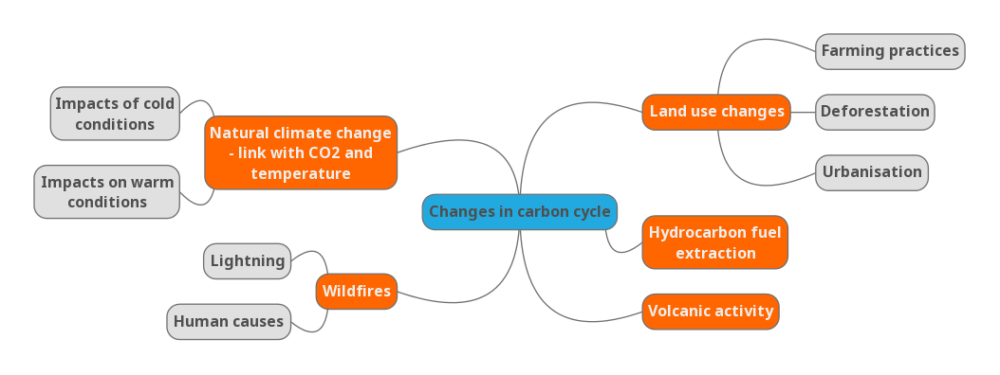 Changes in carbon cycle
Land use changes
Farming practices
Deforestation
Urbanisation
Hydrocarbon fuel
extraction
Volcanic activity
Natural climate change
- link with CO2 and
temperature
Impacts of cold
conditions
Impacts on warm
conditions
Wildfires
Lightning
Human causes